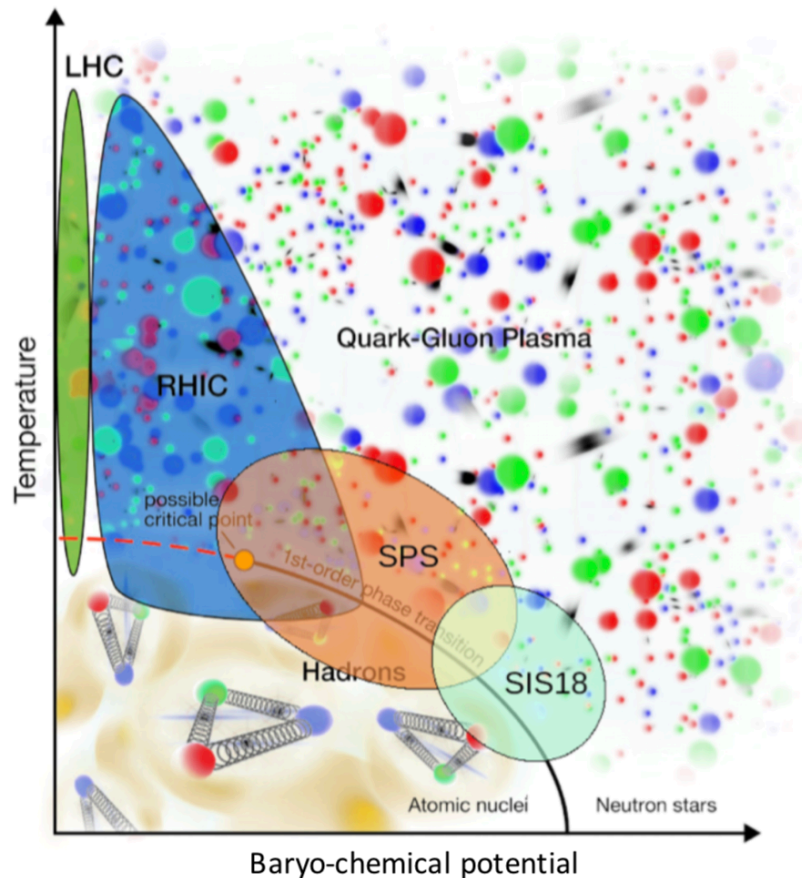 LHC
Temperature
Quark-Gluon Plasma
RHIC
possible
critical point
SPS
1st-order phase transition
Hadrons
SIS18
Atomic nuclei
Neutron stars
Baryo-chemical potential